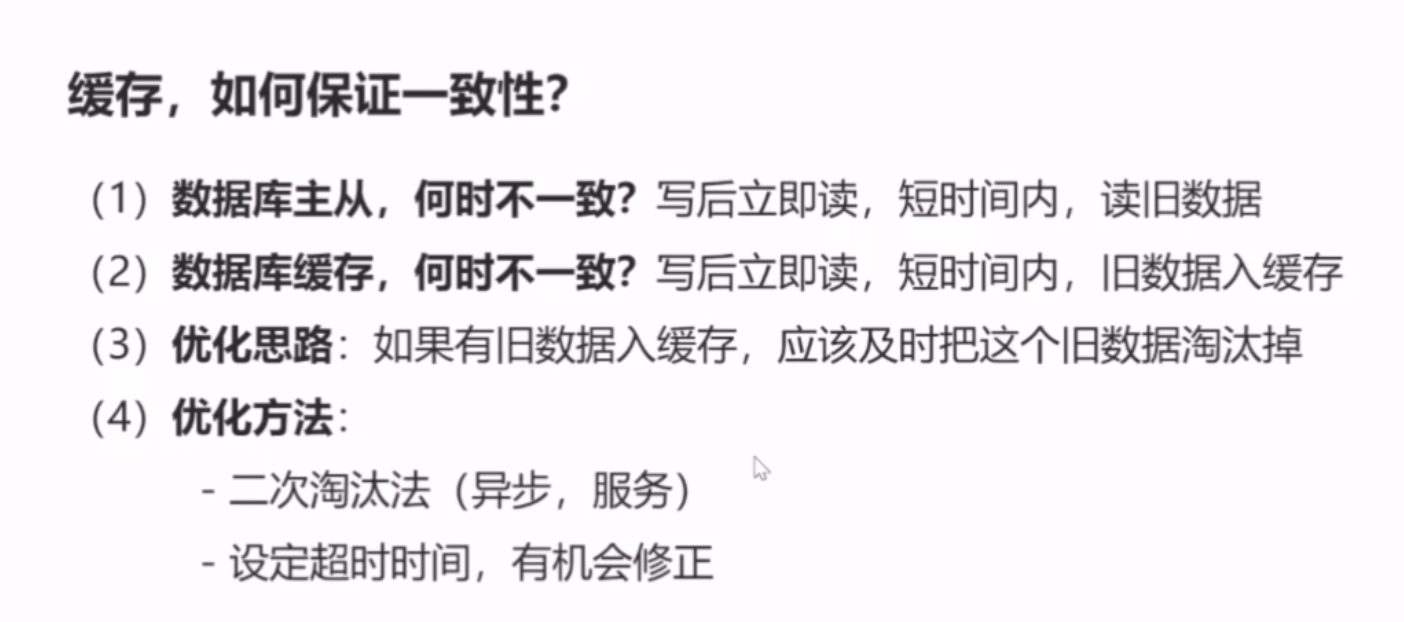 缓存，如何保证一致性？
（1）数据库主从，何时不一致？写后立即读，短时间内，读旧数据
（2）数据库缓存，何时不一致？写后立即读，短时间内，旧数据入缓存
（3）优化思路：如果有旧数据入缓存，应该及时把这个旧数据淘汰掉
（4）优化方法：
- 二次淘汰法（异步，服务）
- 设定超时时间，有机会修正